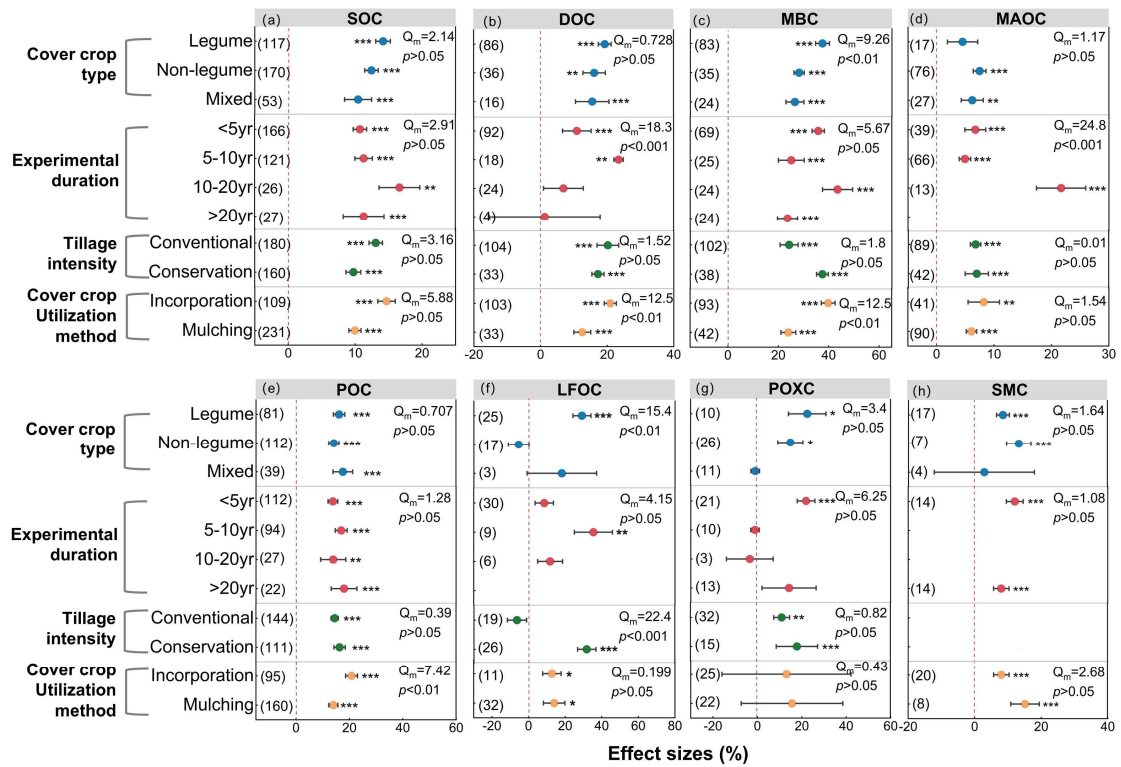 (a) SOC
(b) DOC
(c) MBC
(d) MAOC
Cover crop type
Legume (117) *** Qm=2.14 p>0.05
(86) *** Qm=0.728 p>0.05
(83) *** Qm=9.26 p<0.01
(17) Qm=1.17 p>0.05
Non-legume (170) ***
(36) **
(35) ***
(76) ***
Mixed (53) ***
(16) ***
(24) ***
(27) **
Experimental duration
<5yr (166) *** Qm=2.91 p>0.05
(92) *** Qm=18.3 p<0.001
(69) *** Qm=5.67 p>0.05
(39) *** Qm=24.8 p<0.001
5-10yr (121) ***
(18) **
(25) ***
(66) ***
10-20yr (26) **
(24)
(24) ***
(13) ***
>20yr (27) ***
(4)
(24) ***
Tillage intensity
Conventional (180) *** Qm=3.16 p>0.05
(104) *** Qm=1.52 p>0.05
(102) *** Qm=1.8 p>0.05
(89) *** Qm=0.01 p>0.05
Conservation (160) ***
(33) ***
(38) ***
(42) ***
Cover crop Utilization method
Incorporation (109) *** Qm=5.88 p>0.05
(103) *** Qm=12.5 p<0.01
(93) *** Qm=12.5 p<0.01
(41) ** Qm=1.54 p>0.05
Mulching (231) ***
(33) ***
(42) ***
(90) ***
0 10 20
-20 0 20 40
0 20 40 60
0 10 20 30
(e) POC
(f) LFOC
(g) POXC
(h) SMC
Cover crop type
Legume (81) *** Qm=0.707 p>0.05
(25) *** Qm=15.4 p<0.01
(10) * Qm=3.4 p>0.05
(17) *** Qm=1.64 p>0.05
Non-legume (112) ***
(17)
(26) *
(7) ***
Mixed (39) ***
(3)
(11)
(4)
Experimental duration
<5yr (112) *** Qm=1.28 p>0.05
(30) Qm=4.15 p>0.05
(21) *** Qm=6.25 p>0.05
(14) *** Qm=1.08 p>0.05
5-10yr (94) ***
(9) **
(10)
10-20yr (27) **
(6)
(3)
>20yr (22) ***
(13)
(14) ***
Tillage intensity
Conventional (144) *** Qm=0.39 p>0.05
(19) Qm=22.4 p<0.001
(32) ** Qm=0.82 p>0.05
Conservation (111) ***
(26) ***
(15) ***
Cover crop Utilization method
Incorporation (95) *** Qm=7.42 p<0.01
(11) * Qm=0.199 p>0.05
(25) Qm=0.43 p>0.05
(20) *** Qm=2.68 p>0.05
Mulching (160) ***
(32) *
(22)
(8) ***
0 20 40 60
0 20 40 60 80
-20 0 20 40 60
-20 0 20 40
Effect sizes (%)